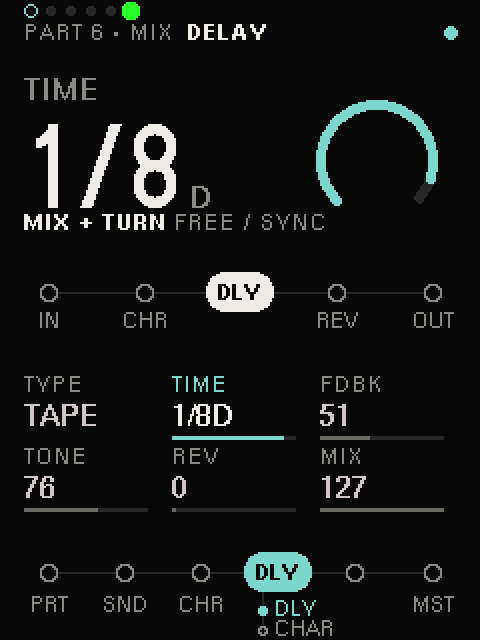 PART 6 · MIX DELAY
TIME
1/8 D
MIX + TURN FREE / SYNC
DLY
IN CHR REV OUT
TYPE TIME FDBK
TAPE 1/8D 51
TONE REV MIX
76 0 127
DLY
PRT SND CHR MST
DLY
CHAR